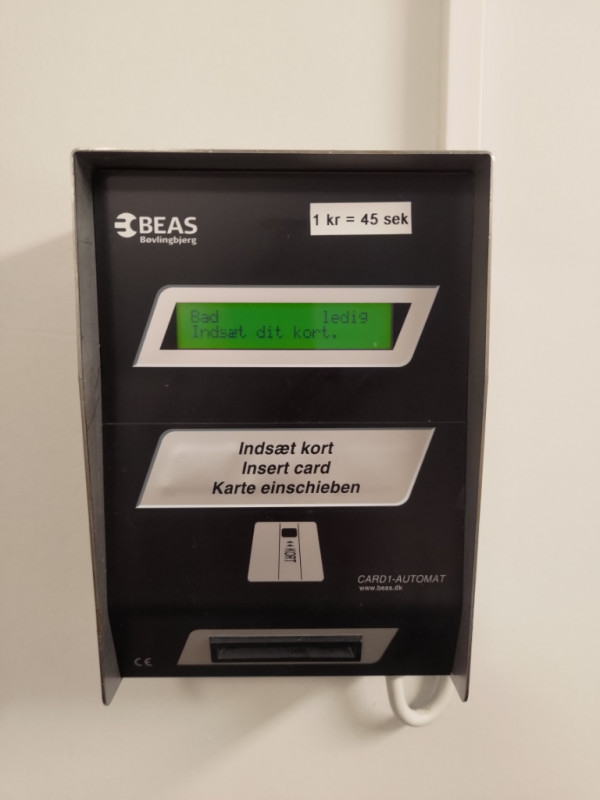 BEAS
Bøvlingbjerg
1 kr = 45 sek
Bad ledig
Indsæt dit kort.
Indsæt kort
Insert card
Karte einschieben
◄◄KORT
CARD1-AUTOMAT
www.beas.dk
CE